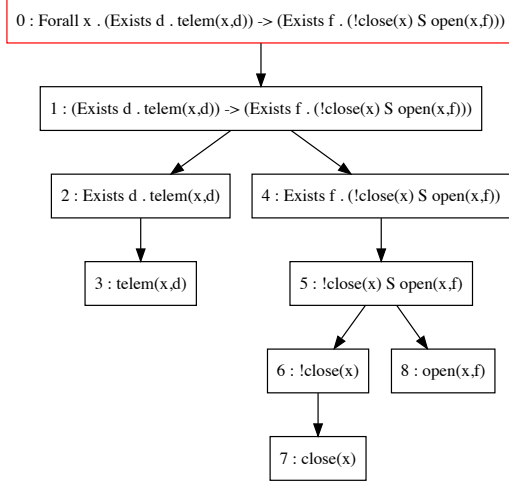 0 : Forall x . (Exists d . telem(x,d)) -> (Exists f . (!close(x) S open(x,f)))
1 : (Exists d . telem(x,d)) -> (Exists f . (!close(x) S open(x,f)))
2 : Exists d . telem(x,d)
4 : Exists f . (!close(x) S open(x,f))
3 : telem(x,d)
5 : !close(x) S open(x,f)
6 : !close(x)
8 : open(x,f)
7 : close(x)